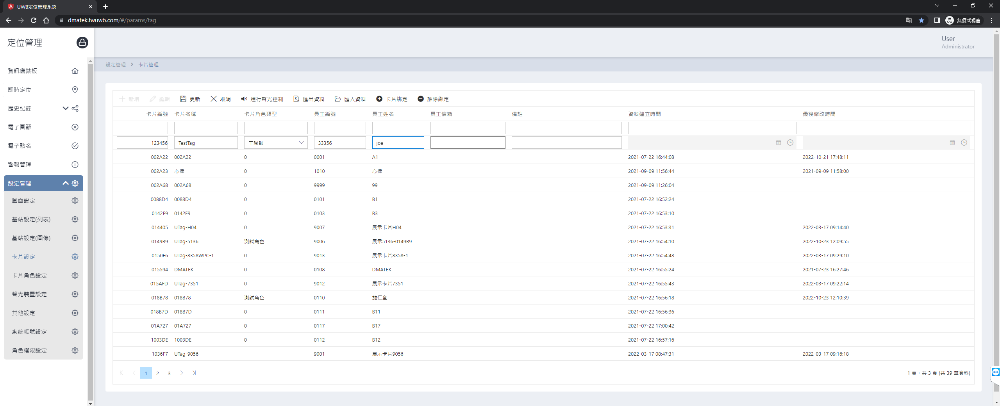 UWB定位管理系統
dmatek.twuwb.com/#/params/tag
無痕式視窗
定位管理
User
Administrator
設定管理 > 卡片管理
資訊儀錶板
即時定位
歷史紀錄
電子圍籬
電子點名
警報管理
設定管理
圖面設定
基站設定(列表)
基站設定(圖像)
卡片設定
卡片角色設定
聲光裝置設定
其他設定
系統帳號設定
角色權限設定
新增 編輯 更新 取消 進行聲光控制 匯出資料 匯入資料 卡片綁定 解除綁定
卡片編號 卡片名稱 卡片角色類型 員工編號 員工姓名 員工信箱 備註 資料建立時間 最後修改時間
123456 TestTag 工程師 33356 joe
002A22 002A22 0 0001 A1 2021-07-22 16:44:08 2022-10-21 17:48:11
002A23 心律 0 1010 心律 2021-09-09 11:56:44 2021-09-09 11:58:00
002A68 002A68 0 9999 99 2021-09-09 11:26:04
0088D4 0088D4 0 0101 B1 2021-07-22 16:52:24
0142F9 0142F9 0 0103 B3 2021-07-22 16:53:10
014405 UTag-H04 0 9007 展示卡片H04 2021-07-22 16:53:31 2022-03-17 09:14:40
0149B9 UTag-5136 測試角色 9006 展示5136-0149B9 2021-07-22 16:54:10 2022-10-23 12:09:55
0150E6 UTag-8358WPC-1 0 9013 展示卡片8358-1 2021-07-22 16:54:48 2022-03-17 09:29:10
015594 DMATEK 0 0108 DMATEK 2021-07-22 16:55:24 2021-07-23 16:27:46
015AFD UTag-7351 0 9012 展示卡片7351 2021-07-22 16:55:43 2022-03-17 09:22:14
018B78 018B78 測試角色 0110 施仁全 2021-07-22 16:56:18 2022-10-23 12:10:39
018B7D 018B7D 0 0111 B11 2021-07-22 16:56:36
01A727 01A727 0 0117 B17 2021-07-22 17:00:42
1003DE 1003DE 0 0112 B12 2021-07-22 16:57:16
1036F7 UTag-9056 9001 展示卡片9056 2022-03-17 08:47:31 2022-03-17 09:16:18
1 2 3
1 頁，共 3 頁 (共 39 筆資料)